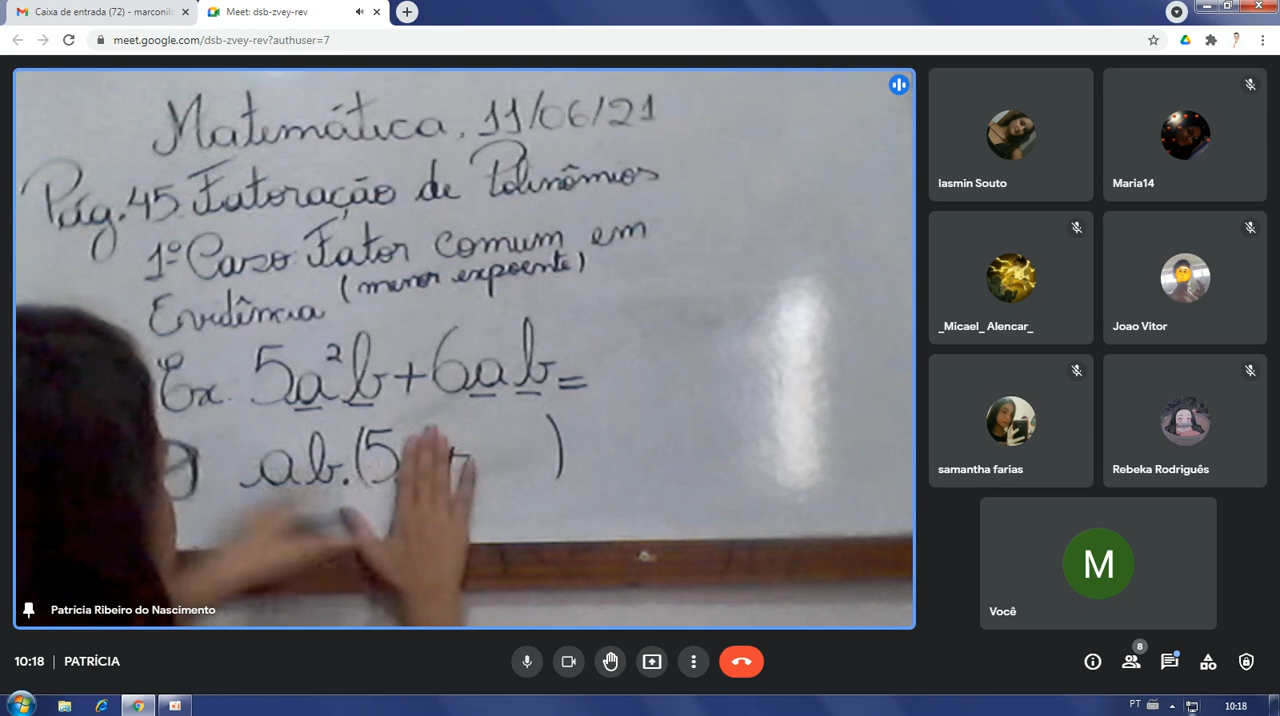 Caixa de entrada (72) - marconil
Meet: dsb-zvey-rev
meet.google.com/dsb-zvey-rev?authuser=7
Matemática. 11/06/21
Pág. 45. Fatoração de Polinômios
1º Caso Fator comum em
Evidência (menor expoente)
Ex. 5a²b+6ab=
ab.(5 )
Patrícia Ribeiro do Nascimento
Iasmin Souto
Maria14
_Micael_ Alencar_
Joao Vitor
samantha farias
Rebeka Rodriguês
M
Você
10:18 | PATRÍCIA
8
PT
10:18